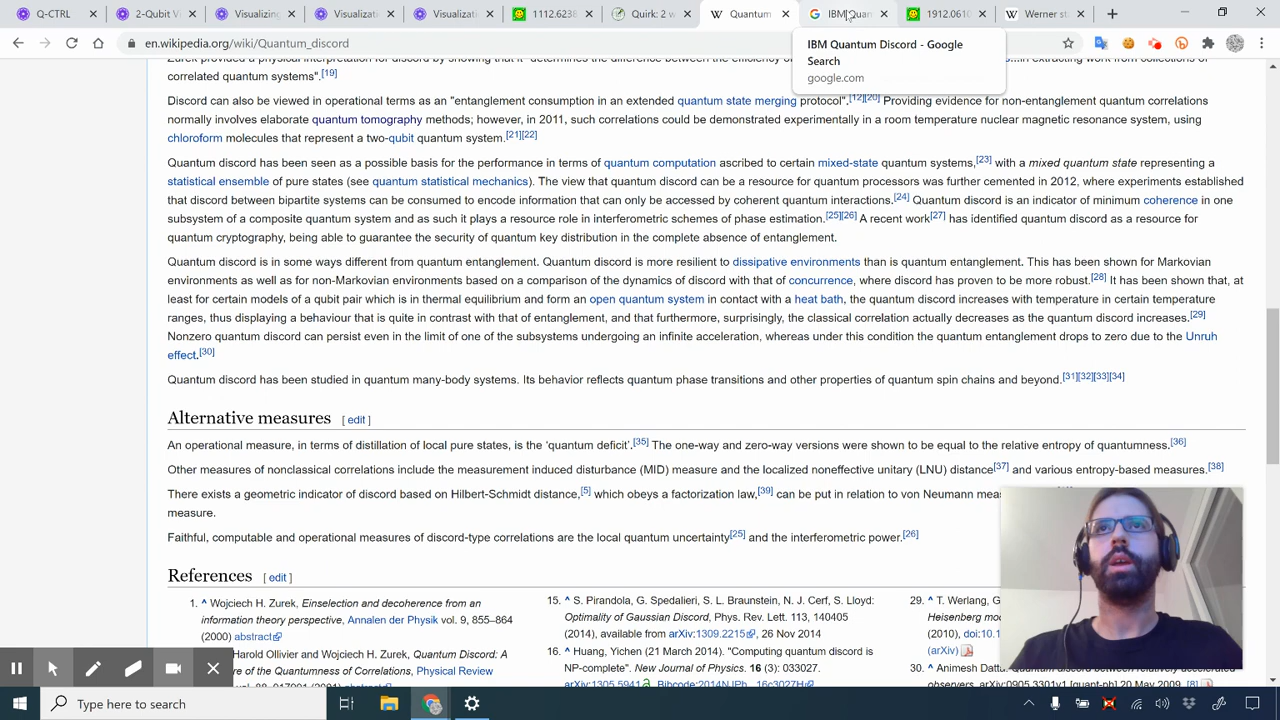 Q-CTRL
2-Qubit V
Visualizing
Visualizat
Visualizat
1112.6238
Quirk: 2 w
Quantum
IBM Quan
1912.0610
Werner st
en.wikipedia.org/wiki/Quantum_discord
IBM Quantum Discord - Google
Search
google.com
correlated quantum systems".[19]
Discord can also be viewed in operational terms as an "entanglement consumption in an extended quantum state merging protocol".[12][20] Providing evidence for non-entanglement quantum correlations
normally involves elaborate quantum tomography methods; however, in 2011, such correlations could be demonstrated experimentally in a room temperature nuclear magnetic resonance system, using
chloroform molecules that represent a two-qubit quantum system.[21][22]
Quantum discord has been seen as a possible basis for the performance in terms of quantum computation ascribed to certain mixed-state quantum systems,[23] with a mixed quantum state representing a
statistical ensemble of pure states (see quantum statistical mechanics). The view that quantum discord can be a resource for quantum processors was further cemented in 2012, where experiments established
that discord between bipartite systems can be consumed to encode information that can only be accessed by coherent quantum interactions.[24] Quantum discord is an indicator of minimum coherence in one
subsystem of a composite quantum system and as such it plays a resource role in interferometric schemes of phase estimation.[25][26] A recent work[27] has identified quantum discord as a resource for
quantum cryptography, being able to guarantee the security of quantum key distribution in the complete absence of entanglement.
Quantum discord is in some ways different from quantum entanglement. Quantum discord is more resilient to dissipative environments than is quantum entanglement. This has been shown for Markovian
environments as well as for non-Markovian environments based on a comparison of the dynamics of discord with that of concurrence, where discord has proven to be more robust.[28] It has been shown that, at
least for certain models of a qubit pair which is in thermal equilibrium and form an open quantum system in contact with a heat bath, the quantum discord increases with temperature in certain temperature
ranges, thus displaying a behaviour that is quite in contrast with that of entanglement, and that furthermore, surprisingly, the classical correlation actually decreases as the quantum discord increases.[29]
Nonzero quantum discord can persist even in the limit of one of the subsystems undergoing an infinite acceleration, whereas under this condition the quantum entanglement drops to zero due to the Unruh
effect.[30]
Quantum discord has been studied in quantum many-body systems. Its behavior reflects quantum phase transitions and other properties of quantum spin chains and beyond.[31][32][33][34]
Alternative measures [ edit ]
An operational measure, in terms of distillation of local pure states, is the 'quantum deficit'.[35] The one-way and zero-way versions were shown to be equal to the relative entropy of quantumness.[36]
Other measures of nonclassical correlations include the measurement induced disturbance (MID) measure and the localized noneffective unitary (LNU) distance[37] and various entropy-based measures.[38]
There exists a geometric indicator of discord based on Hilbert-Schmidt distance,[5] which obeys a factorization law,[39] can be put in relation to von Neumann mea
measure.
Faithful, computable and operational measures of discord-type correlations are the local quantum uncertainty[25] and the interferometric power.[26]
References [ edit ]
1. ^ Wojciech H. Zurek, Einselection and decoherence from an
information theory perspective, Annalen der Physik vol. 9, 855–864
(2000) abstract
Harold Ollivier and Wojciech H. Zurek, Quantum Discord: A
re of the Quantumness of Correlations, Physical Review
15. ^ S. Pirandola, G. Spedalieri, S. L. Braunstein, N. J. Cerf, S. Lloyd:
Optimality of Gaussian Discord, Phys. Rev. Lett. 113, 140405
(2014), available from arXiv:1309.2215, 26 Nov 2014
16. ^ Huang, Yichen (21 March 2014). "Computing quantum discord is
NP-complete". New Journal of Physics. 16 (3): 033027.
arXiv:1305.5941
29. ^ T. Werlang, G
Heisenberg mode
(2010), doi:10.1
(arXiv)
30. ^ Animesh Datta
Type here to search